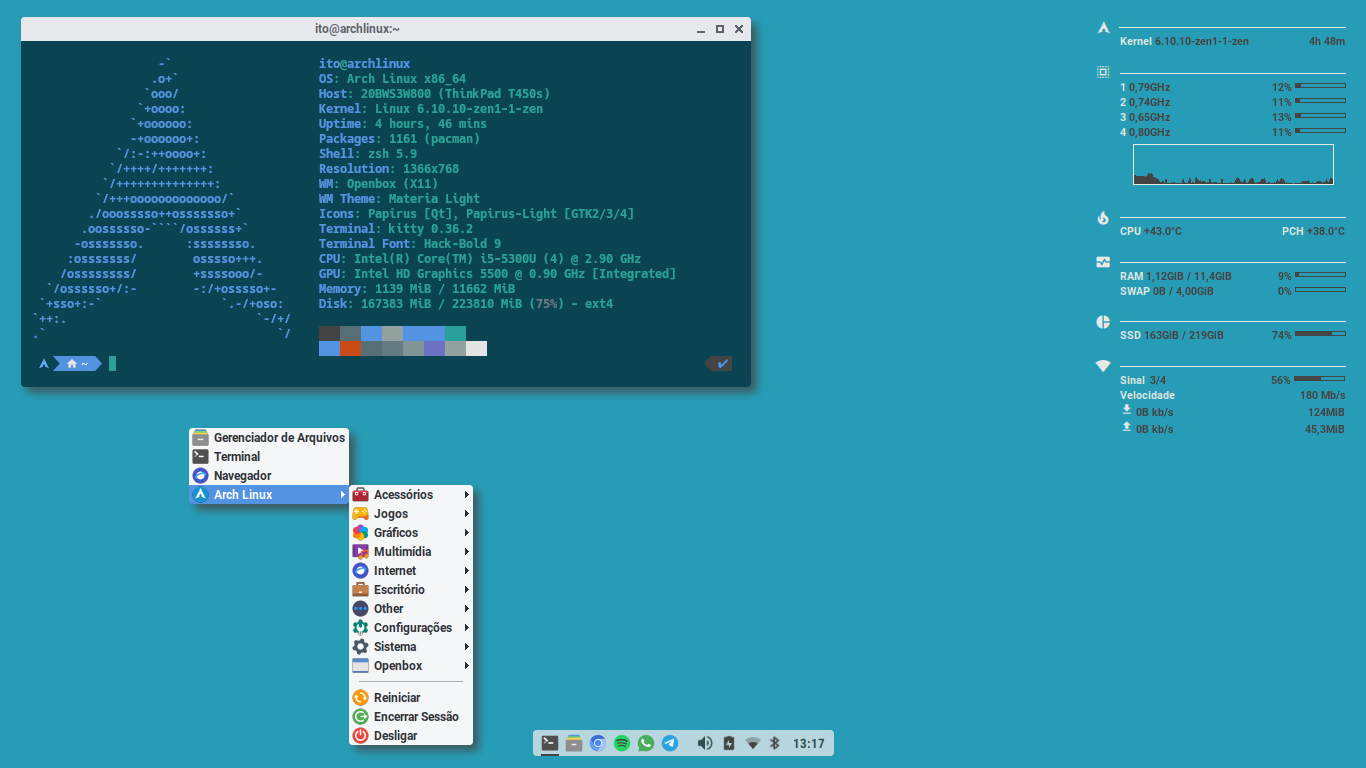 ito@archlinux:~
-`
.o+`
`ooo/
`+oooo:
`+oooooo:
-+oooooo+:
`/:-:++oooo+:
`/++++/+++++++:
`/++++++++++++++:
`/+++ooooooooooooo/`
./ooosssso++osssssso+`
.oossssso-````/ossssss+`
-osssssso.      :ssssssso.
:osssssss/        osssso+++.
/ossssssss/        +ssssooo/-
`/ossssso+/:-        -:/+osssso+-
`+sso+:-`                 `.-/+oso:
`++:.                           `-/+/
.`                                 `/
ito@archlinux
OS: Arch Linux x86_64
Host: 20BWS3W800 (ThinkPad T450s)
Kernel: Linux 6.10.10-zen1-1-zen
Uptime: 4 hours, 46 mins
Packages: 1161 (pacman)
Shell: zsh 5.9
Resolution: 1366x768
WM: Openbox (X11)
WM Theme: Materia Light
Icons: Papirus [Qt], Papirus-Light [GTK2/3/4]
Terminal: kitty 0.36.2
Terminal Font: Hack-Bold 9
CPU: Intel(R) Core(TM) i5-5300U (4) @ 2.90 GHz
GPU: Intel HD Graphics 5500 @ 0.90 GHz [Integrated]
Memory: 1139 MiB / 11662 MiB
Disk: 167383 MiB / 223810 MiB (75%) - ext4
~
Kernel 6.10.10-zen1-1-zen 4h 48m
1 0,79GHz 12%
2 0,74GHz 11%
3 0,65GHz 13%
4 0,80GHz 11%
CPU +43.0°C PCH +38.0°C
RAM 1,12GiB / 11,4GiB 9%
SWAP 0B / 4,00GiB 0%
SSD 163GiB / 219GiB 74%
Sinal 3/4 56%
Velocidade 180 Mb/s
0B kb/s 124MiB
0B kb/s 45,3MiB
Gerenciador de Arquivos
Terminal
Navegador
Arch Linux
Acessórios
Jogos
Gráficos
Multimídia
Internet
Escritório
Other
Configurações
Sistema
Openbox
Reiniciar
Encerrar Sessão
Desligar
13:17